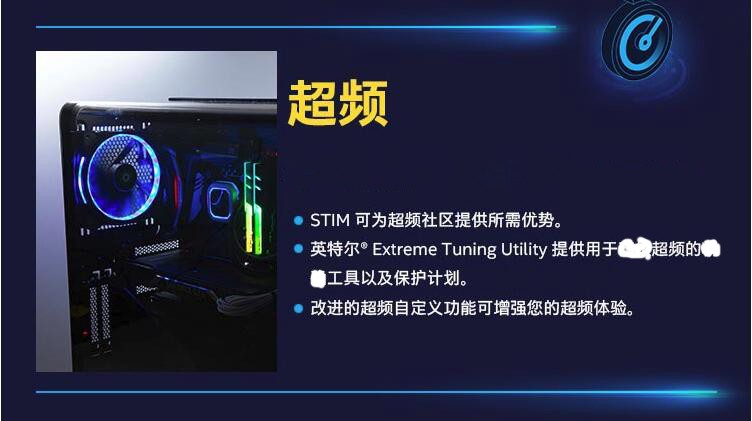 超频
STIM 可为超频社区提供所需优势。
英特尔® Extreme Tuning Utility 提供用于超频的
工具以及保护计划。
改进的超频自定义功能可增强您的超频体验。